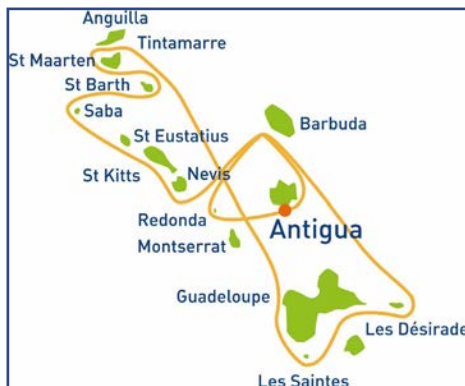 Anguilla
Tintamarre
St Maarten
St Barth
Saba
Barbuda
St Eustatius
St Kitts
Nevis
Redonda
Antigua
Montserrat
Guadeloupe
Les Désirade
Les Saintes